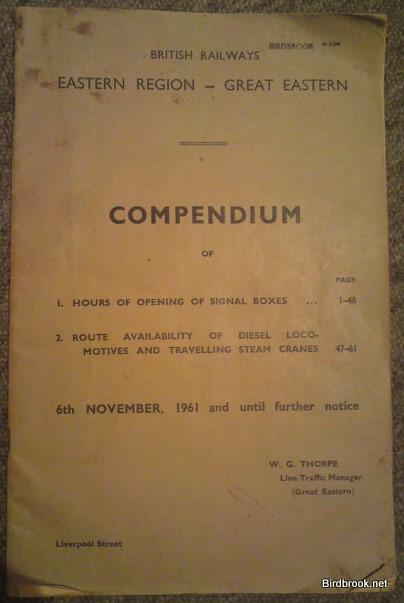 BIRDBROOK
BRITISH RAILWAYS
EASTERN REGION – GREAT EASTERN
COMPENDIUM
OF
PAGE
1. HOURS OF OPENING OF SIGNAL BOXES ... 1–46
2. ROUTE AVAILABILITY OF DIESEL LOCO-
MOTIVES AND TRAVELLING STEAM CRANES 47–61
6th NOVEMBER, 1961 and until further notice
W. G. THORPE
Line Traffic Manager
(Great Eastern)
Liverpool Street
Birdbrook.net